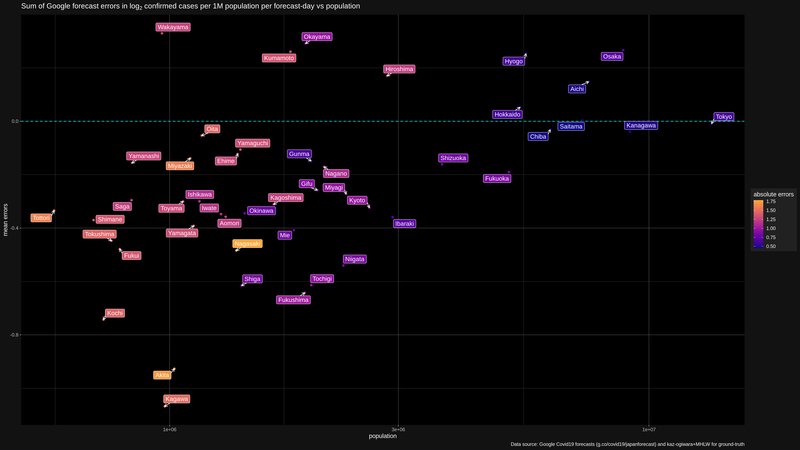 Sum of Google forecast errors in log2 confirmed cases per 1M population per forecast-day vs population
Wakayama
Okayama
Kumamoto
Osaka
Hyogo
Hiroshima
Aichi
Hokkaido
Tokyo
0.0
Saitama
Kanagawa
Oita
Chiba
Yamaguchi
Yamanashi
Gunma
Shizuoka
Ehime
Miyazaki
Nagano
Fukuoka
Gifu
Miyagi
absolute errors
Ishikawa
Kagoshima
Kyoto
1.75
Saga
Toyama
Iwate
Okinawa
1.50
Tottori
Shimane
Aomori
Ibaraki
1.25
mean errors
-0.4
Tokushima
Yamagata
Mie
1.00
Nagasaki
0.75
Fukui
Niigata
0.50
Shiga
Tochigi
Fukushima
Kochi
-0.8
Akita
Kagawa
1e+06
3e+06
1e+07
population
Data source: Google Covid19 forecasts (g.co/covid19/japanforecast) and kaz-ogiwara+MHLW for ground-truth